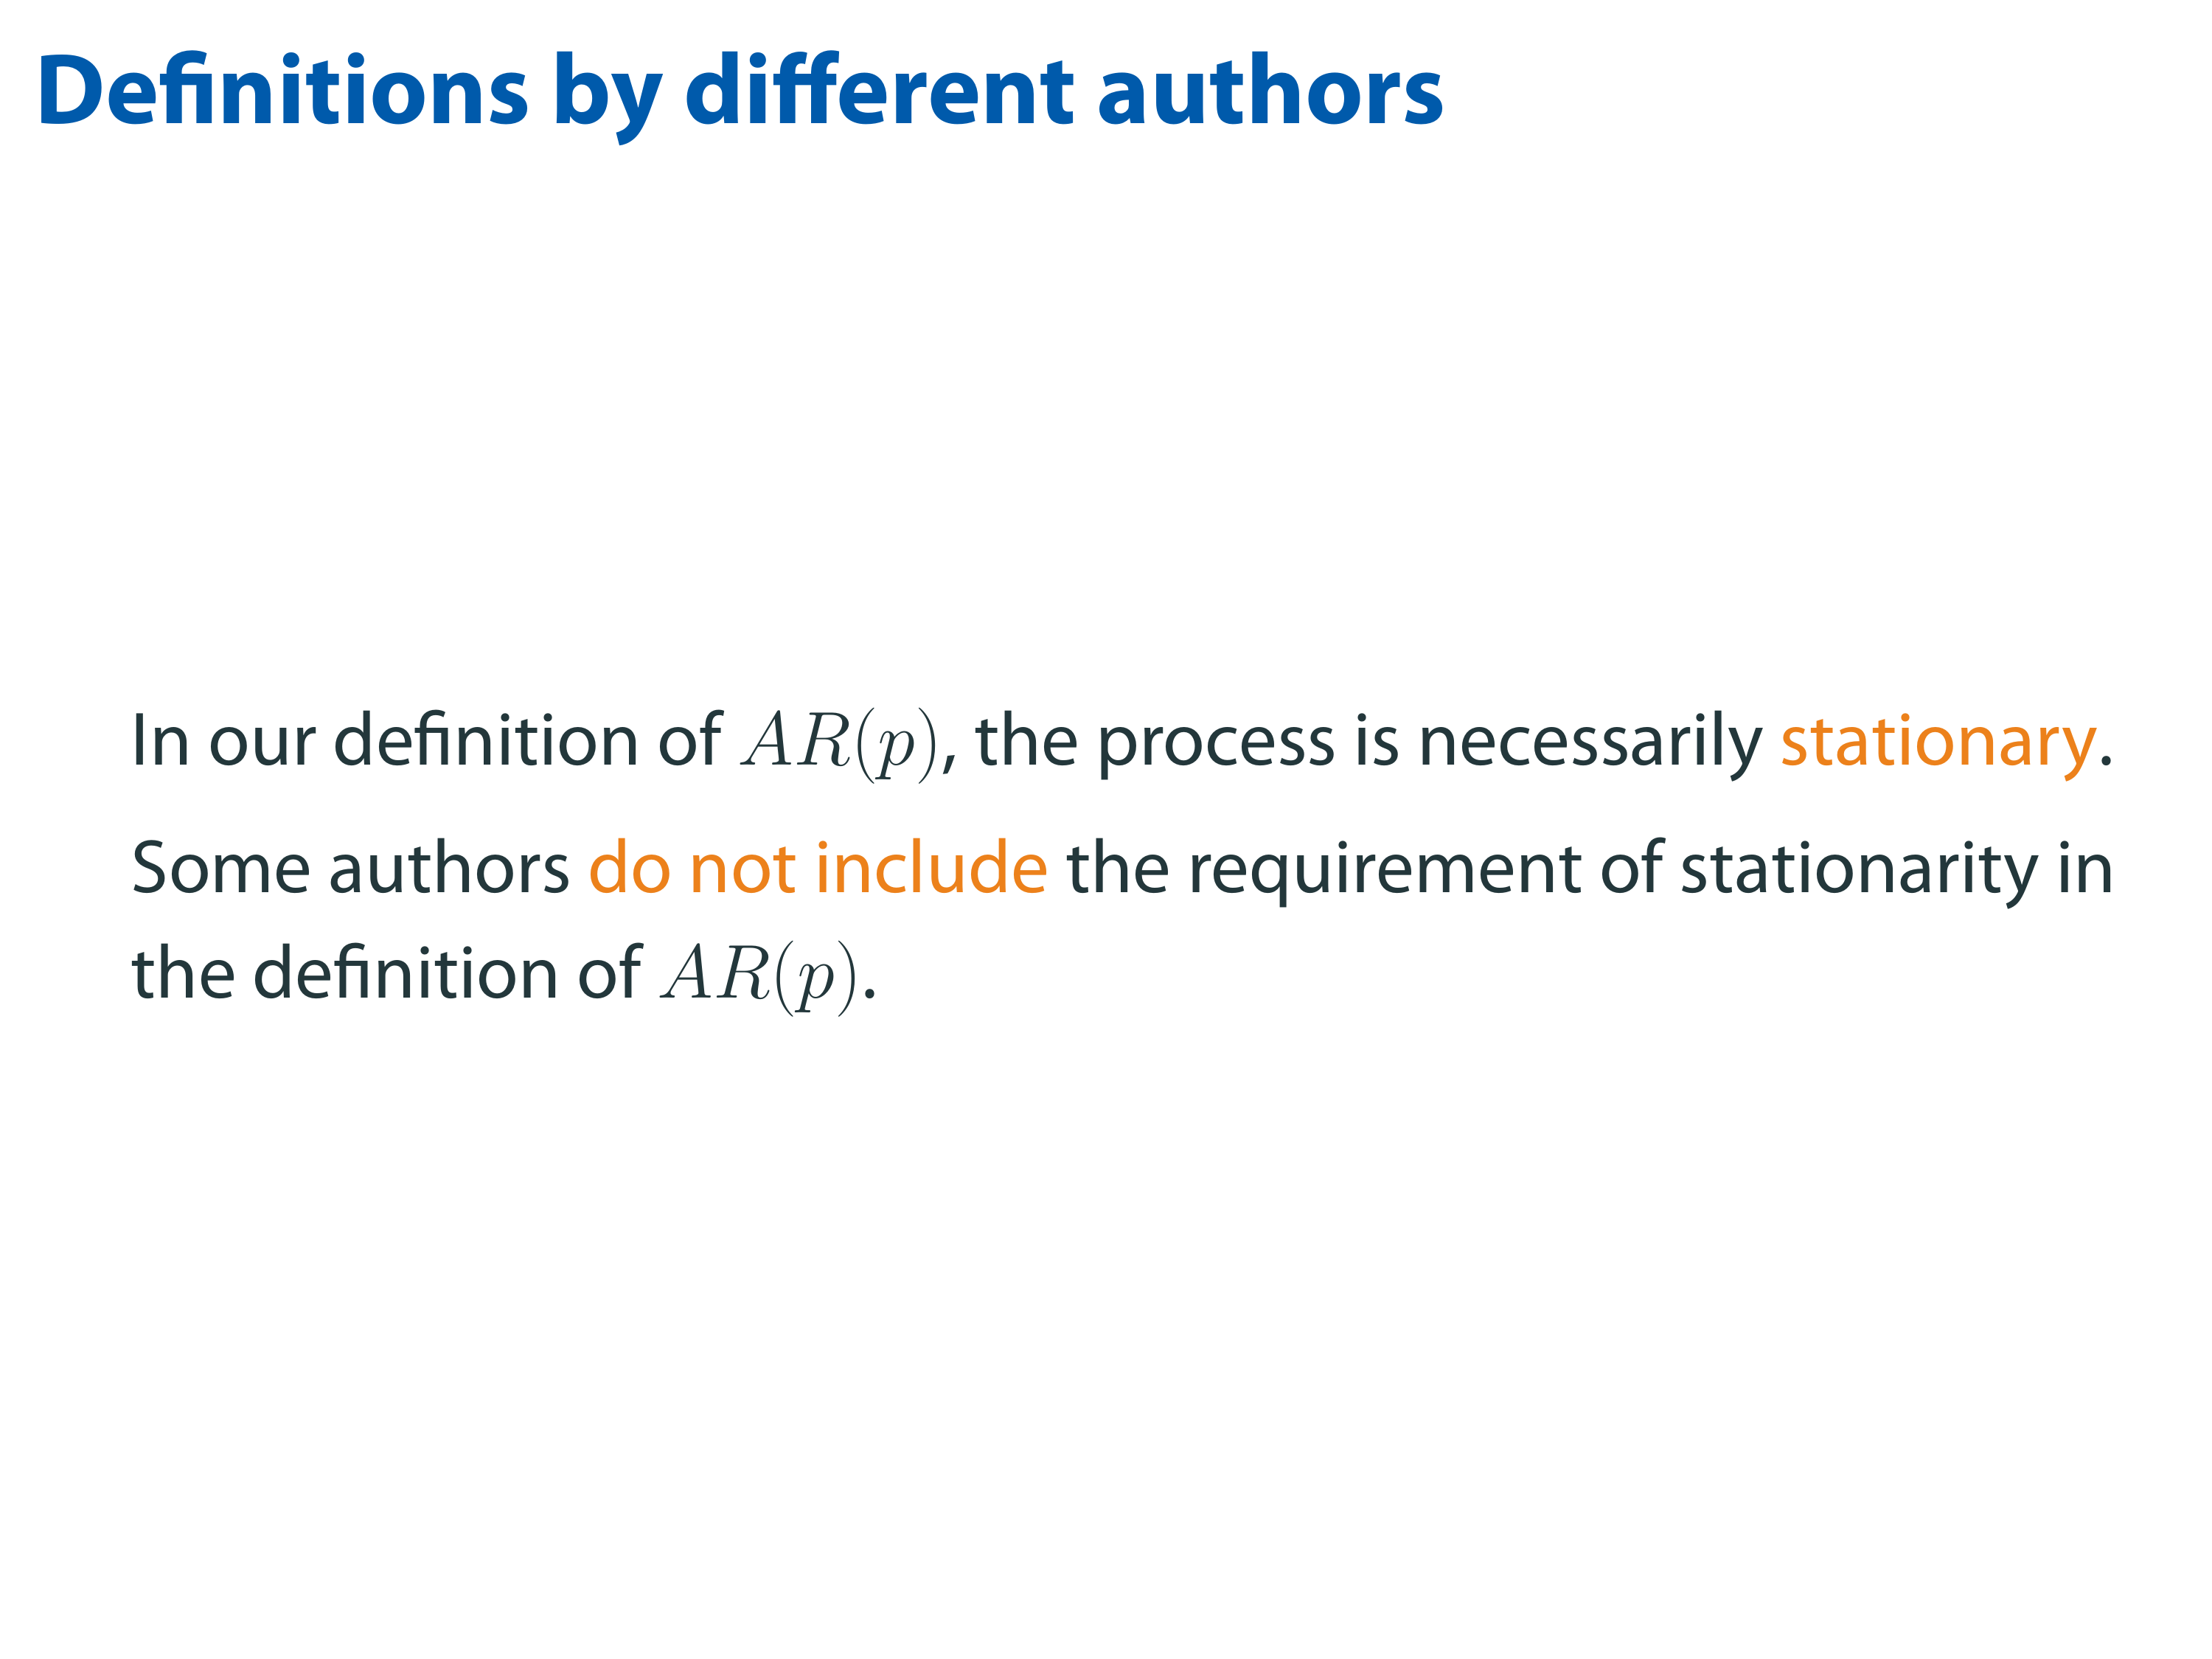 Definitions by different authors
In our definition of AR(p), the process is necessarily stationary.
Some authors do not include the requirement of stationarity in
the definition of AR(p).